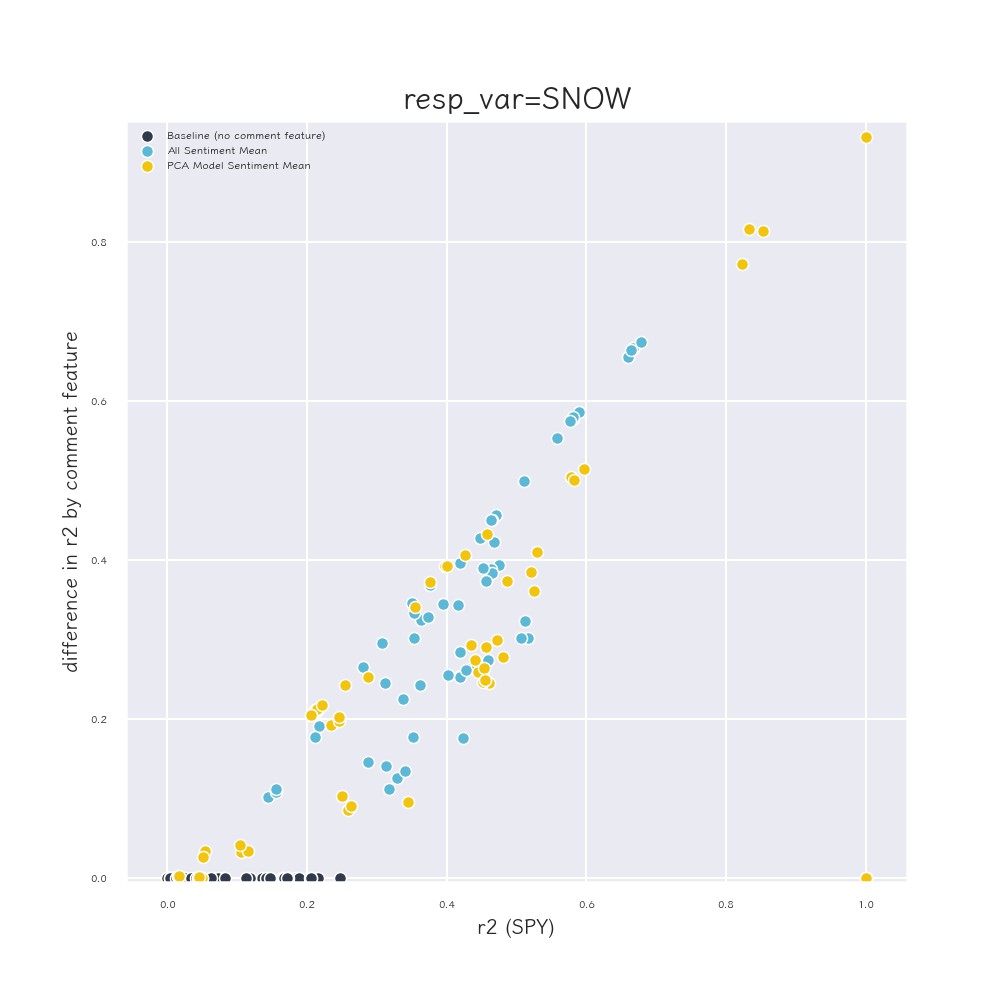 resp_var=SNOW
Baseline (no comment feature)
All Sentiment Mean
PCA Model Sentiment Mean
difference in r2 by comment feature
0.8
0.6
0.4
0.2
0.0
0.0 0.2 0.4 0.6 0.8 1.0
r2 (SPY)